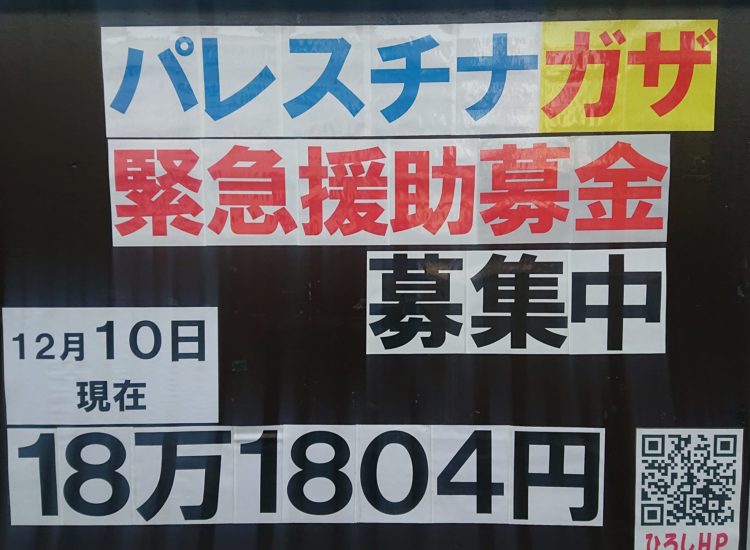 パレスチナガザ
緊急援助募金
募集中
12月10日
現在
18万1804円
ひろしHP